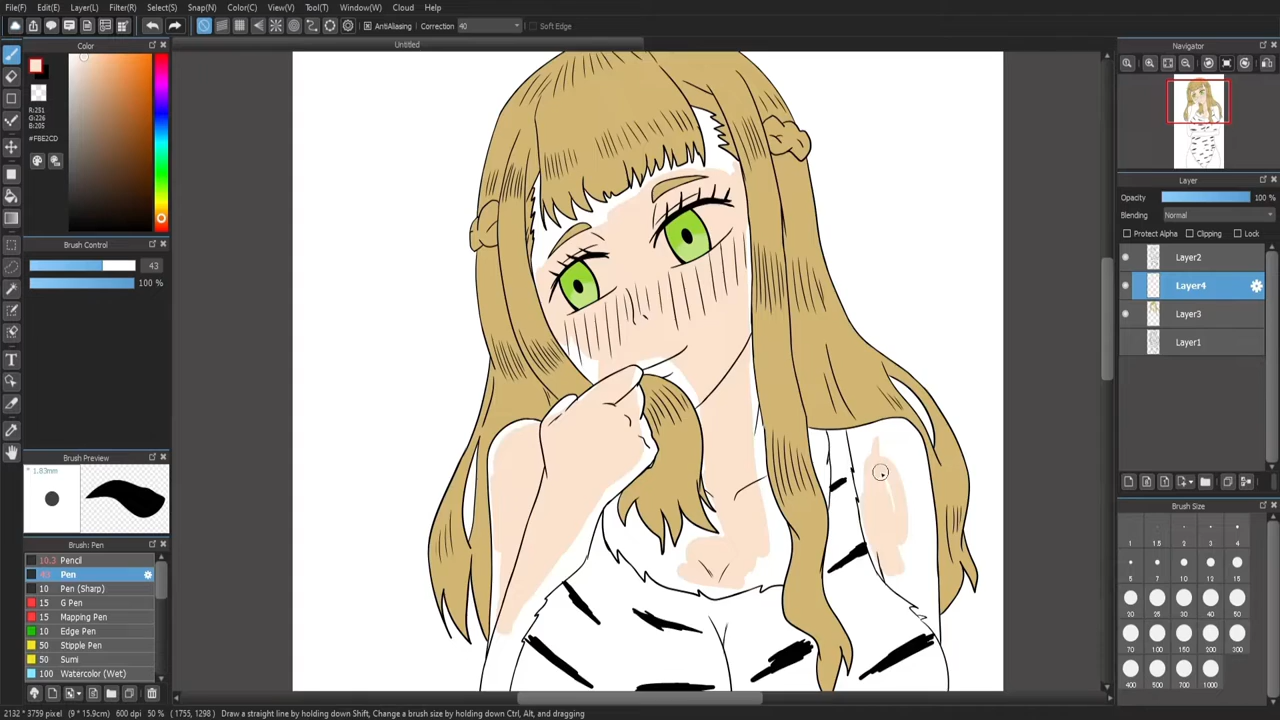 File(F) Edit(E) Layer(L) Filter(R) Select(S) Snap(N) Color(C) View(V) Tool(T) Window(W) Cloud Help
AntiAliasing Correction 40 Soft Edge
Color
R:251
G:226
B:205
#FBE2CD
Brush Control
43
100 %
Brush Preview
* 1.83mm
Brush: Pen
10.3 Pencil
43 Pen
10 Pen (Sharp)
15 G Pen
15 Mapping Pen
10 Edge Pen
50 Stipple Pen
50 Sumi
100 Watercolor (Wet)
Untitled
Navigator
Layer
Opacity 100 %
Blending Normal
Protect Alpha Clipping Lock
Layer2
Layer4
Layer3
Layer1
Brush Size
1 1.5 2 3 4
5 7 10 12 15
20 25 30 40 50
70 100 150 200 300
400 500 700 1000
2132 * 3759 pixel (9 * 15.9cm) 600 dpi 50 % ( 1755, 1298 ) Draw a straight line by holding down Shift, Change a brush size by holding down Ctrl, Alt, and dragging